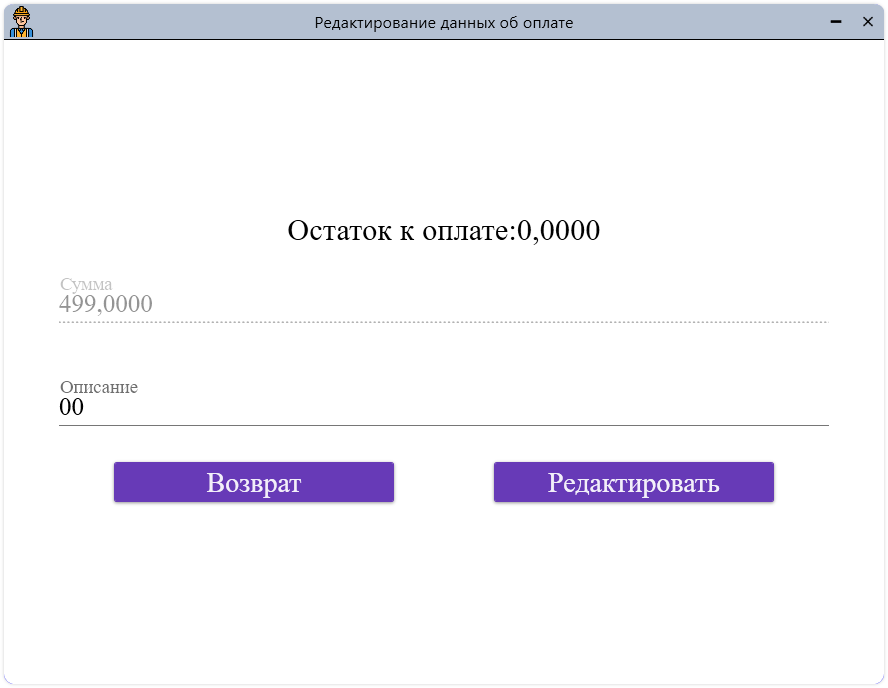 Редактирование данных об оплате
Остаток к оплате:0,0000
Сумма
499,0000
Описание
00
Возврат
Редактировать